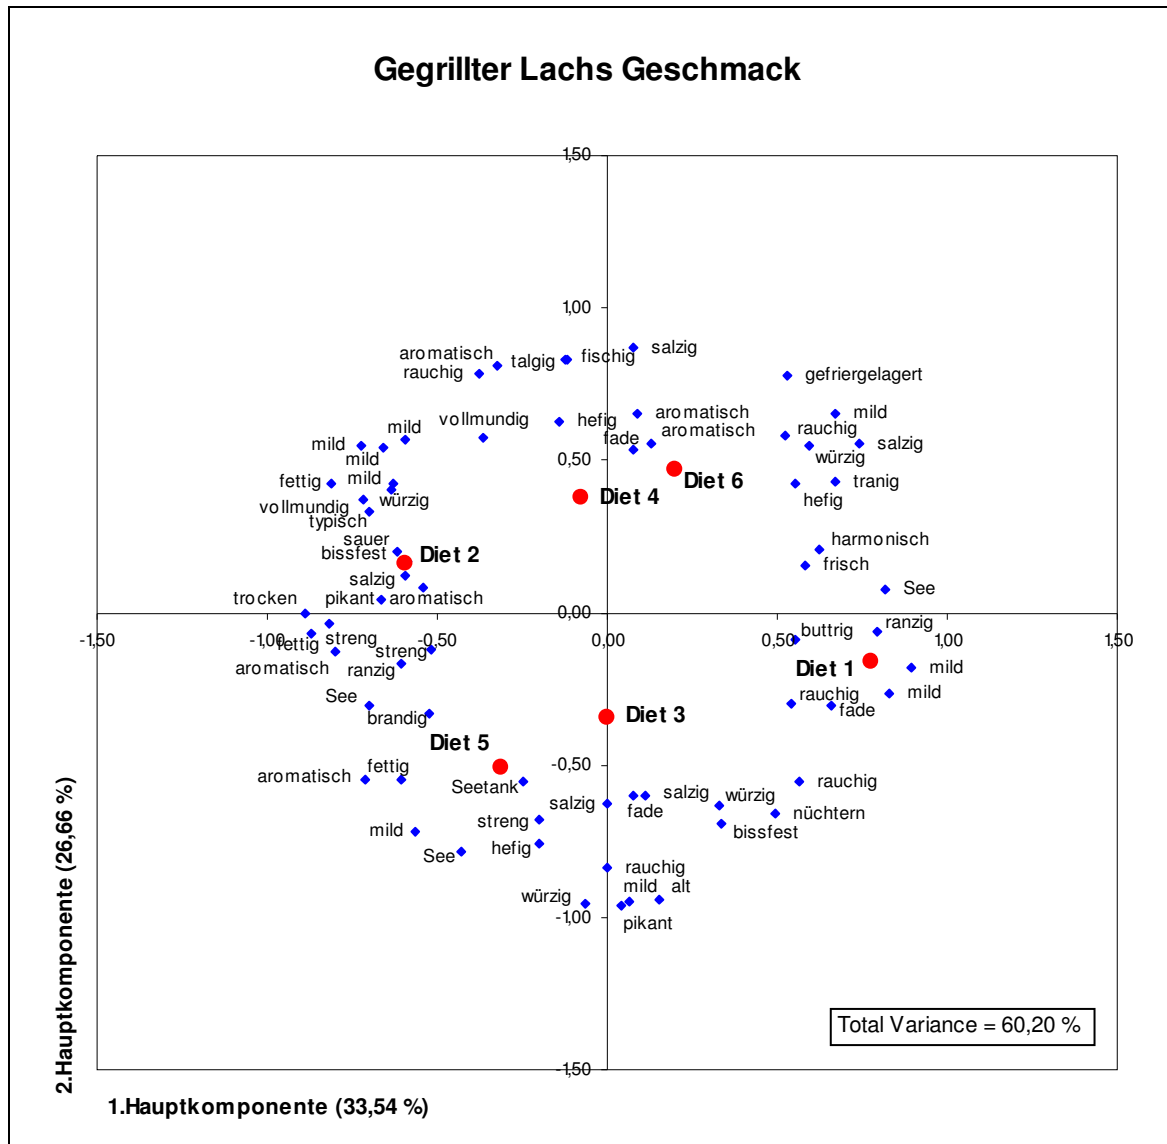 Gegrillter Lachs Geschmack
1,50
1,00
aromatisch
talgig
fischig
salzig
rauchig
gefriergelagert
vollmundig
hefig
aromatisch
mild
mild
mild
fade
aromatisch
rauchig
salzig
mild
0,50
würzig
fettig
mild
Diet 4
Diet 6
hefig
tranig
vollmundig
würzig
typisch
sauer
harmonisch
bissfest
Diet 2
frisch
salzig
See
trocken
pikant
aromatisch
0,00
-1,50
-1,00
-0,50
0,00
0,50
1,00
1,50
fettig
streng
streng
buttrig
ranzig
aromatisch
ranzig
Diet 1
mild
See
brandig
Diet 3
rauchig
fade
mild
Diet 5
-0,50
aromatisch
fettig
Seetank
rauchig
salzig
fade
salzig
würzig
nüchtern
mild
streng
bissfest
See
hefig
rauchig
würzig
mild
alt
-1,00
pikant
Total Variance = 60,20 %
-1,50
2.Hauptkomponente (26,66 %)
1.Hauptkomponente (33,54 %)